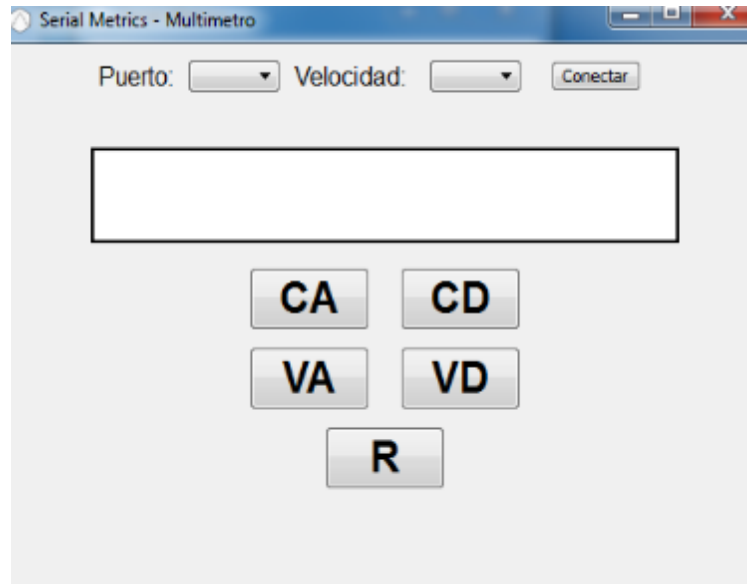 Serial Metrics - Multimetro
Puerto: Velocidad: Conectar
CA CD
VA VD
R